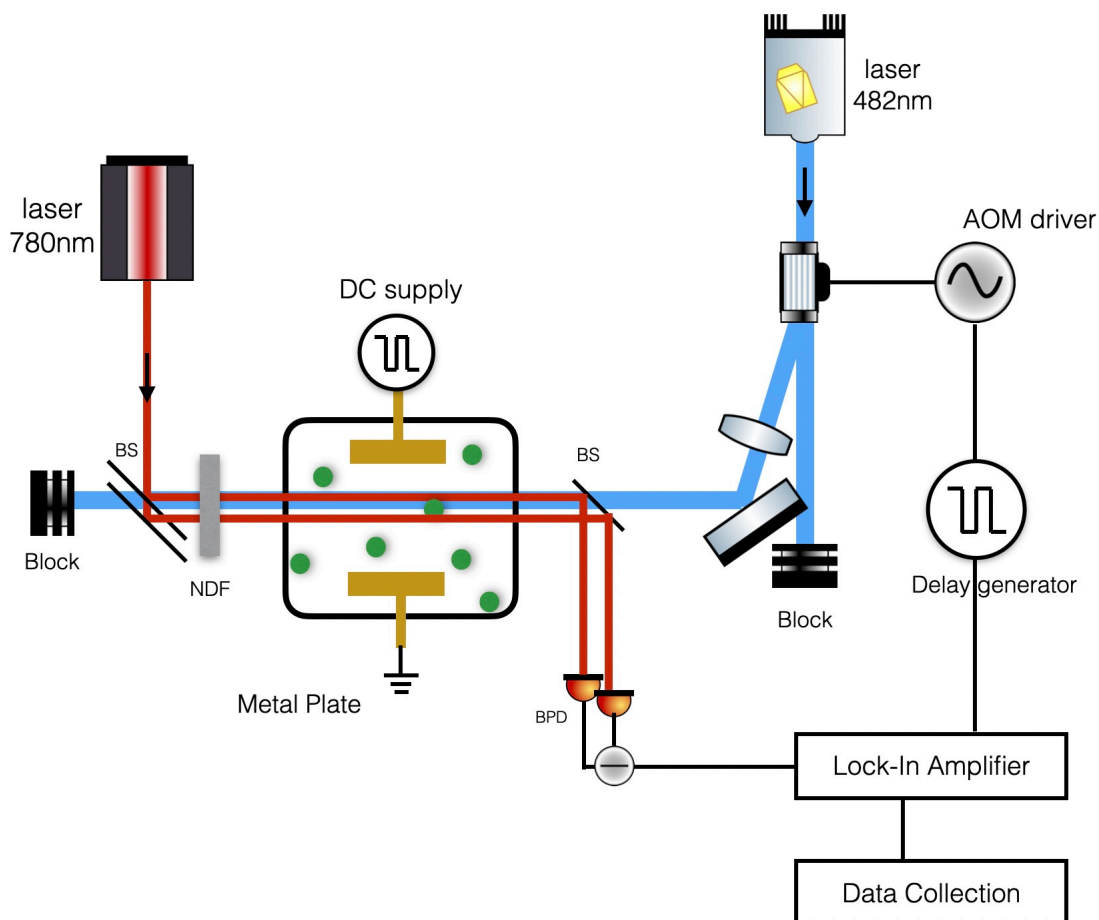 laser
482nm
laser
780nm
AOM driver
DC supply
BS
BS
Block
NDF
Delay generator
Block
Metal Plate
BPD
Lock-In Amplifier
Data Collection